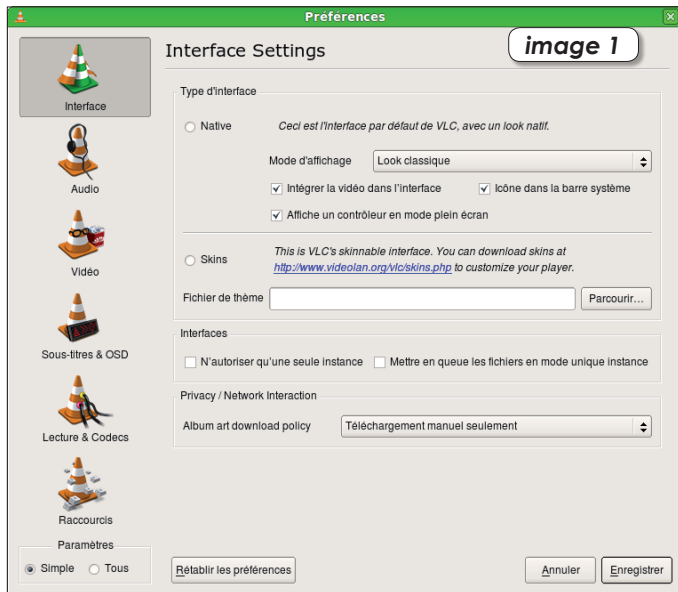 Préférences
Interface Settings
image 1
Interface
Audio
Vidéo
Sous-titres & OSD
Lecture & Codecs
Raccourcis
Paramètres
Simple
Tous
Type d'interface
Native
Ceci est l'interface par défaut de VLC, avec un look natif.
Mode d'affichage
Look classique
Intégrer la vidéo dans l'interface
Icône dans la barre système
Affiche un contrôleur en mode plein écran
Skins
This is VLC's skinnable interface. You can download skins at
http://www.videolan.org/vlc/skins.php to customize your player.
Fichier de thème
Parcourir...
Interfaces
N'autoriser qu'une seule instance
Mettre en queue les fichiers en mode unique instance
Privacy / Network Interaction
Album art download policy
Téléchargement manuel seulement
Rétablir les préférences
Annuler
Enregistrer